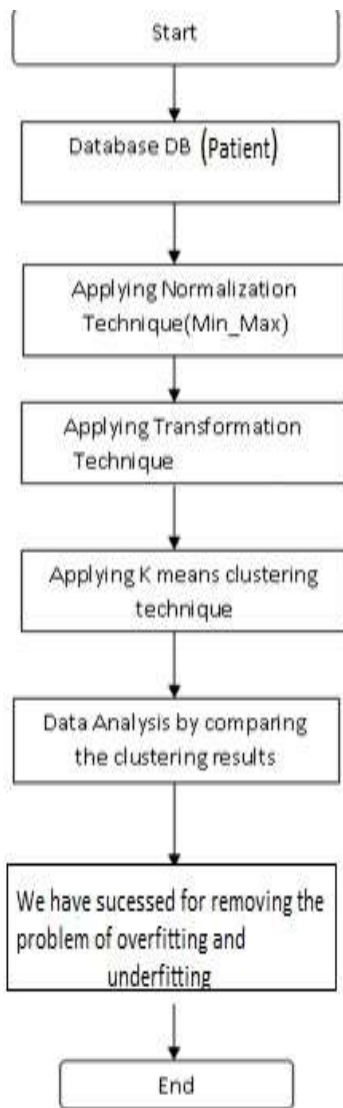 Start
Database DB (Patient)
Applying Normalization
Technique(Min_Max)
Applying Transformation
Technique
Applying K means clustering
technique
Data Analysis by comparing
the clustering results
We have sucessed for removing the
problem of overfitting and
underfitting
End